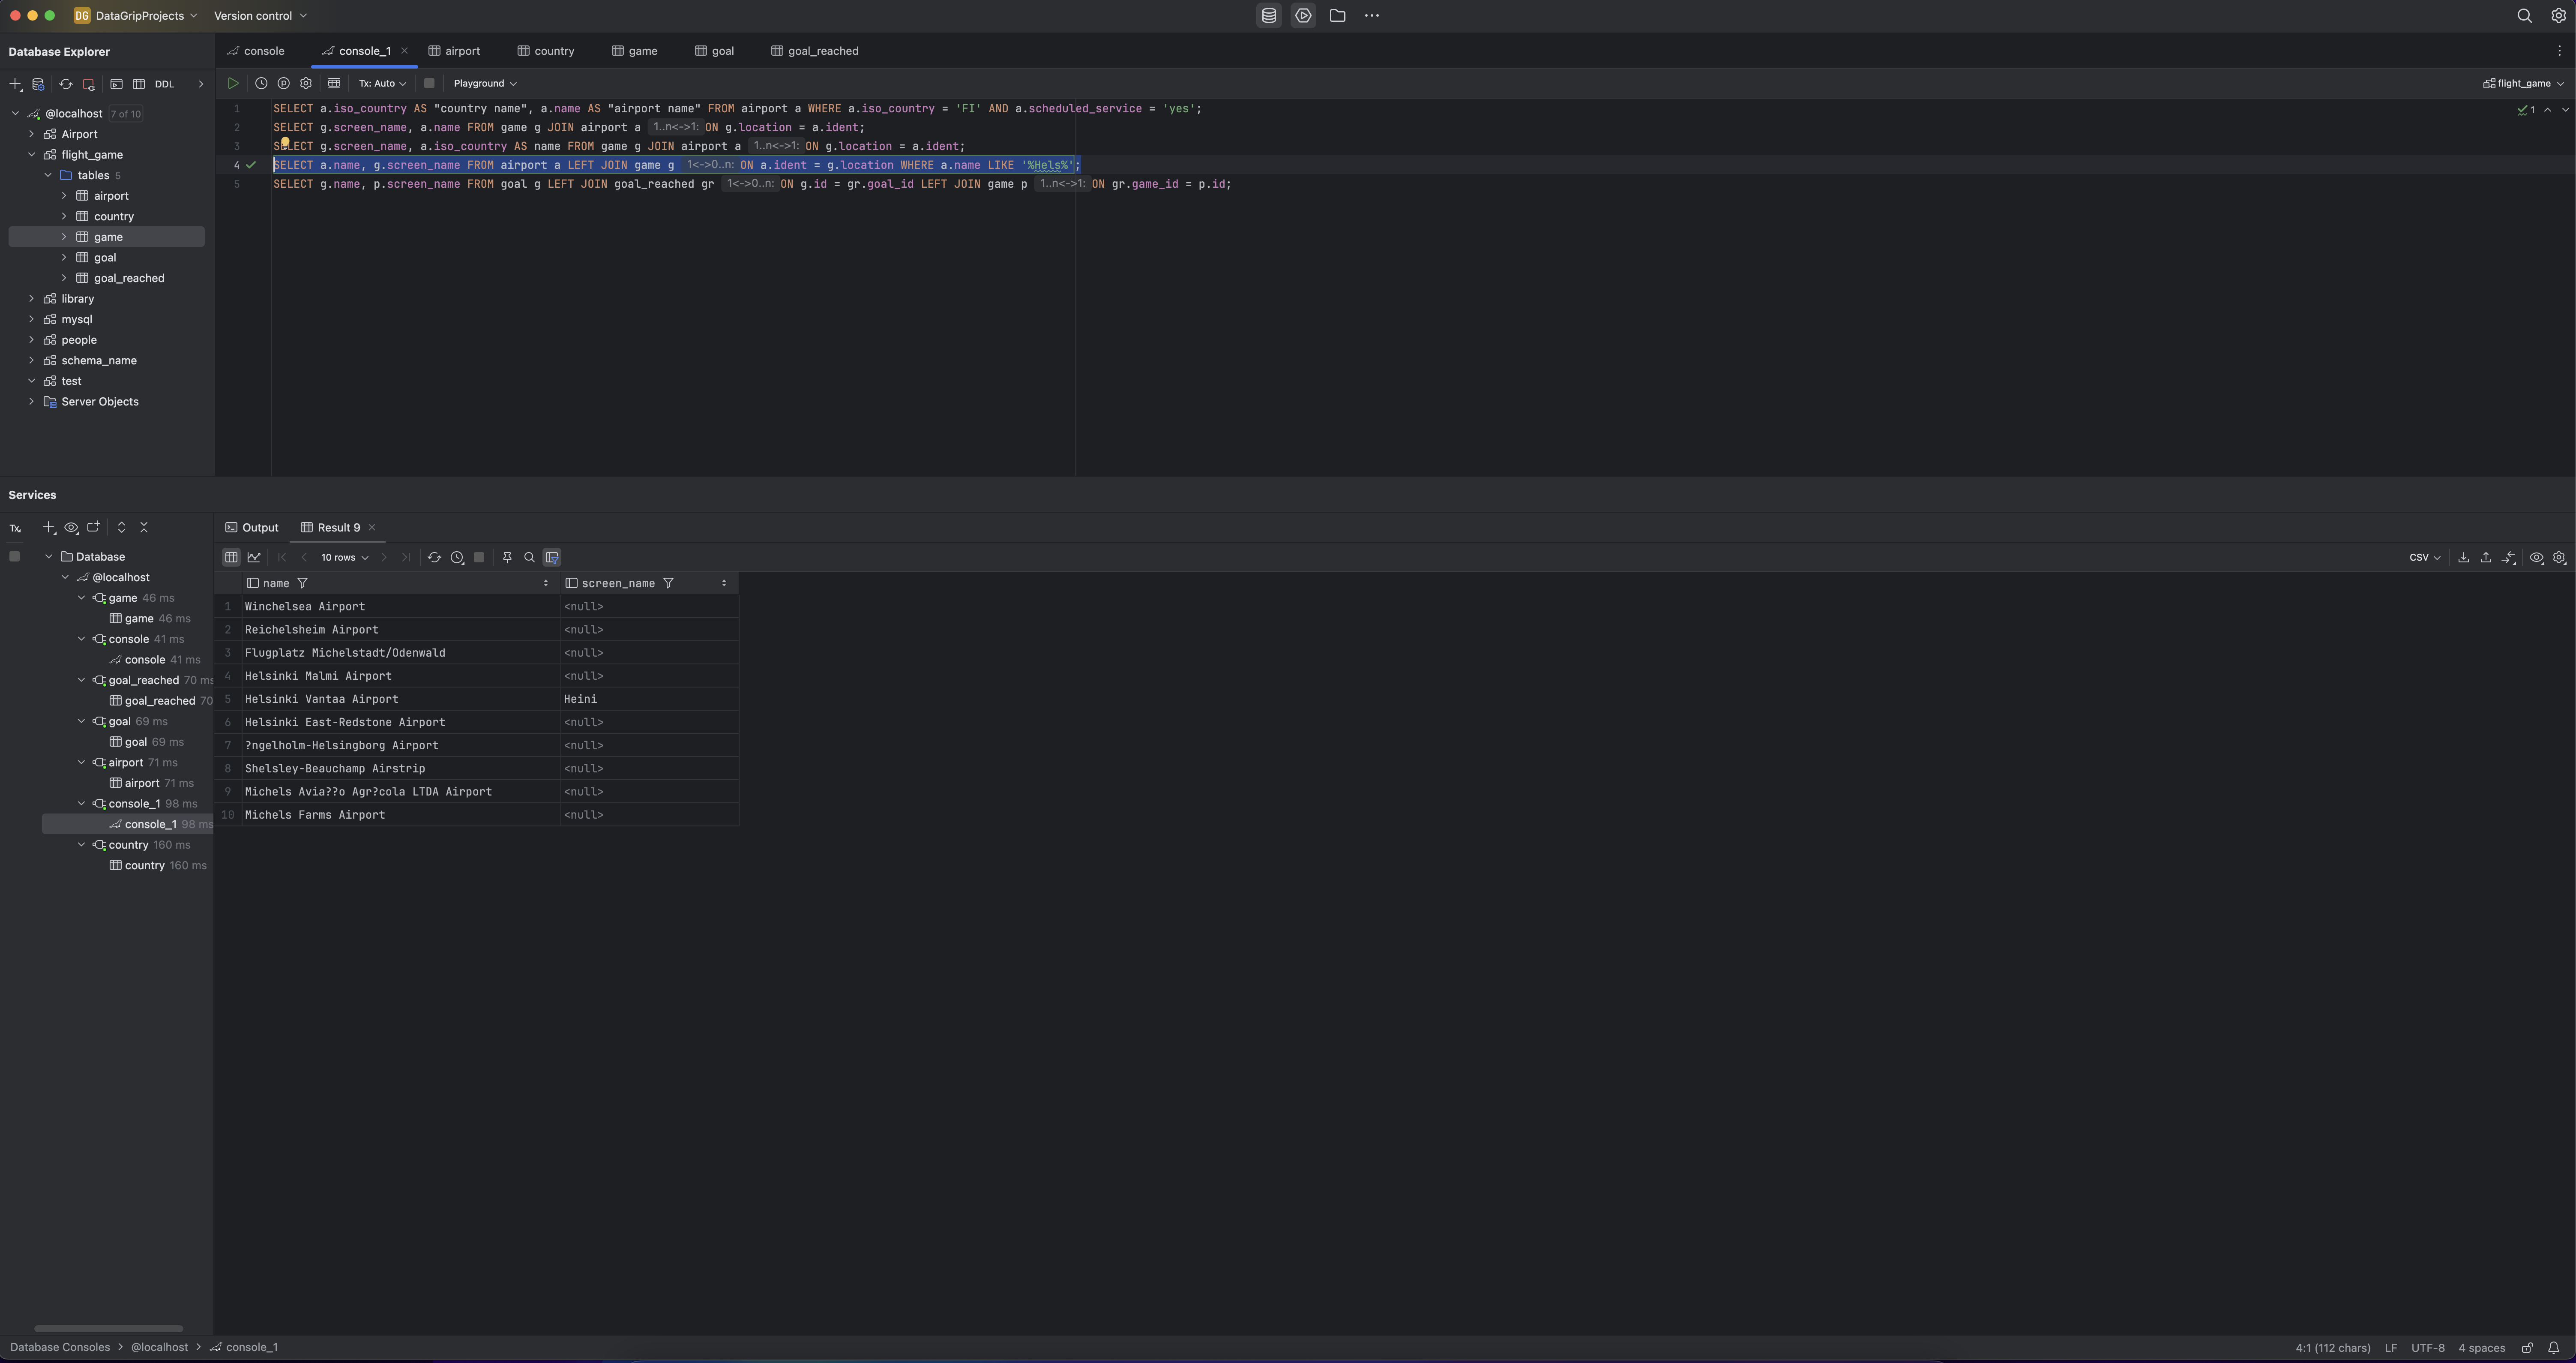 DG DataGripProjects Version control
Database Explorer
console console_1 airport country game goal goal_reached
DDL
Tx: Auto Playground flight_game
@localhost 7 of 10
Airport
flight_game
tables 5
airport
country
game
goal
goal_reached
library
mysql
people
schema_name
test
Server Objects
1 SELECT a.iso_country AS "country name", a.name AS "airport name" FROM airport a WHERE a.iso_country = 'FI' AND a.scheduled_service = 'yes';
2 SELECT g.screen_name, a.name FROM game g JOIN airport a 1..n<->1: ON g.location = a.ident;
3 SELECT g.screen_name, a.iso_country AS name FROM game g JOIN airport a 1..n<->1: ON g.location = a.ident;
4 SELECT a.name, g.screen_name FROM airport a LEFT JOIN game g 1<->0..n: ON a.ident = g.location WHERE a.name LIKE '%Hels%';
5 SELECT g.name, p.screen_name FROM goal g LEFT JOIN goal_reached gr 1<->0..n: ON g.id = gr.goal_id LEFT JOIN game p 1..n<->1: ON gr.game_id = p.id;
1
Services
Tx
Database
@localhost
game 46 ms
game 46 ms
console 41 ms
console 41 ms
goal_reached 70 ms
goal_reached 70
goal 69 ms
goal 69 ms
airport 71 ms
airport 71 ms
console_1 98 ms
console_1 98 ms
country 160 ms
country 160 ms
Output Result 9
10 rows CSV
name screen_name
1 Winchelsea Airport <null>
2 Reichelsheim Airport <null>
3 Flugplatz Michelstadt/Odenwald <null>
4 Helsinki Malmi Airport <null>
5 Helsinki Vantaa Airport Heini
6 Helsinki East-Redstone Airport <null>
7 ?ngelholm-Helsingborg Airport <null>
8 Shelsley-Beauchamp Airstrip <null>
9 Michels Avia??o Agr?cola LTDA Airport <null>
10 Michels Farms Airport <null>
Database Consoles > @localhost > console_1
4:1 (112 chars) LF UTF-8 4 spaces